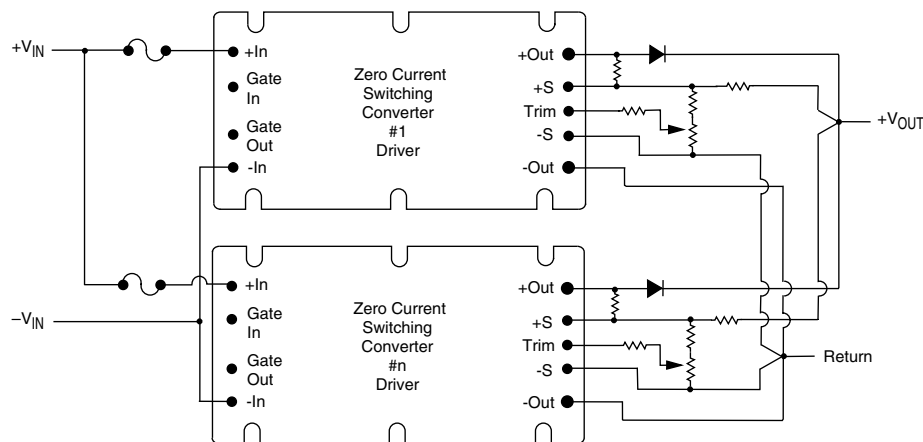 +VIN
+In
Gate
In
Gate
Out
-In
Zero Current
Switching
Converter
#1
Driver
+Out
+S
Trim
-S
-Out
+VOUT
−VIN
+In
Gate
In
Gate
Out
-In
Zero Current
Switching
Converter
#n
Driver
+Out
+S
Trim
-S
-Out
Return